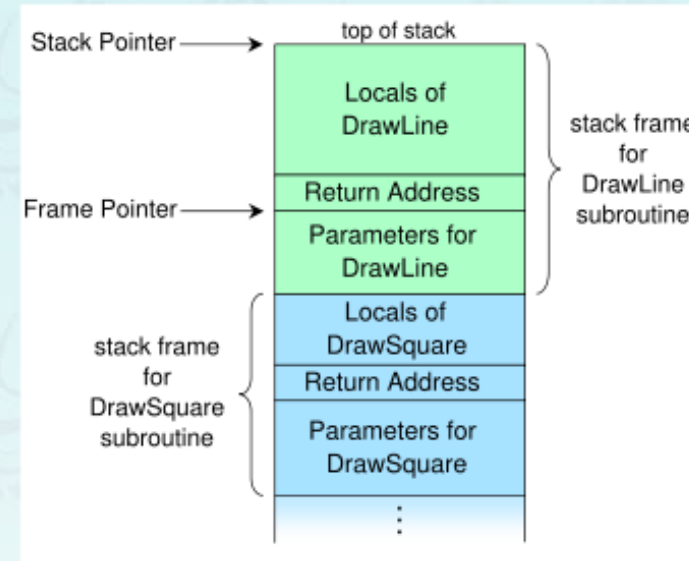 top of stack
Stack Pointer
Locals of
DrawLine
stack frame
for
DrawLine
subroutine
Return Address
Frame Pointer
Parameters for
DrawLine
Locals of
DrawSquare
stack frame
for
DrawSquare
subroutine
Return Address
Parameters for
DrawSquare
⋮